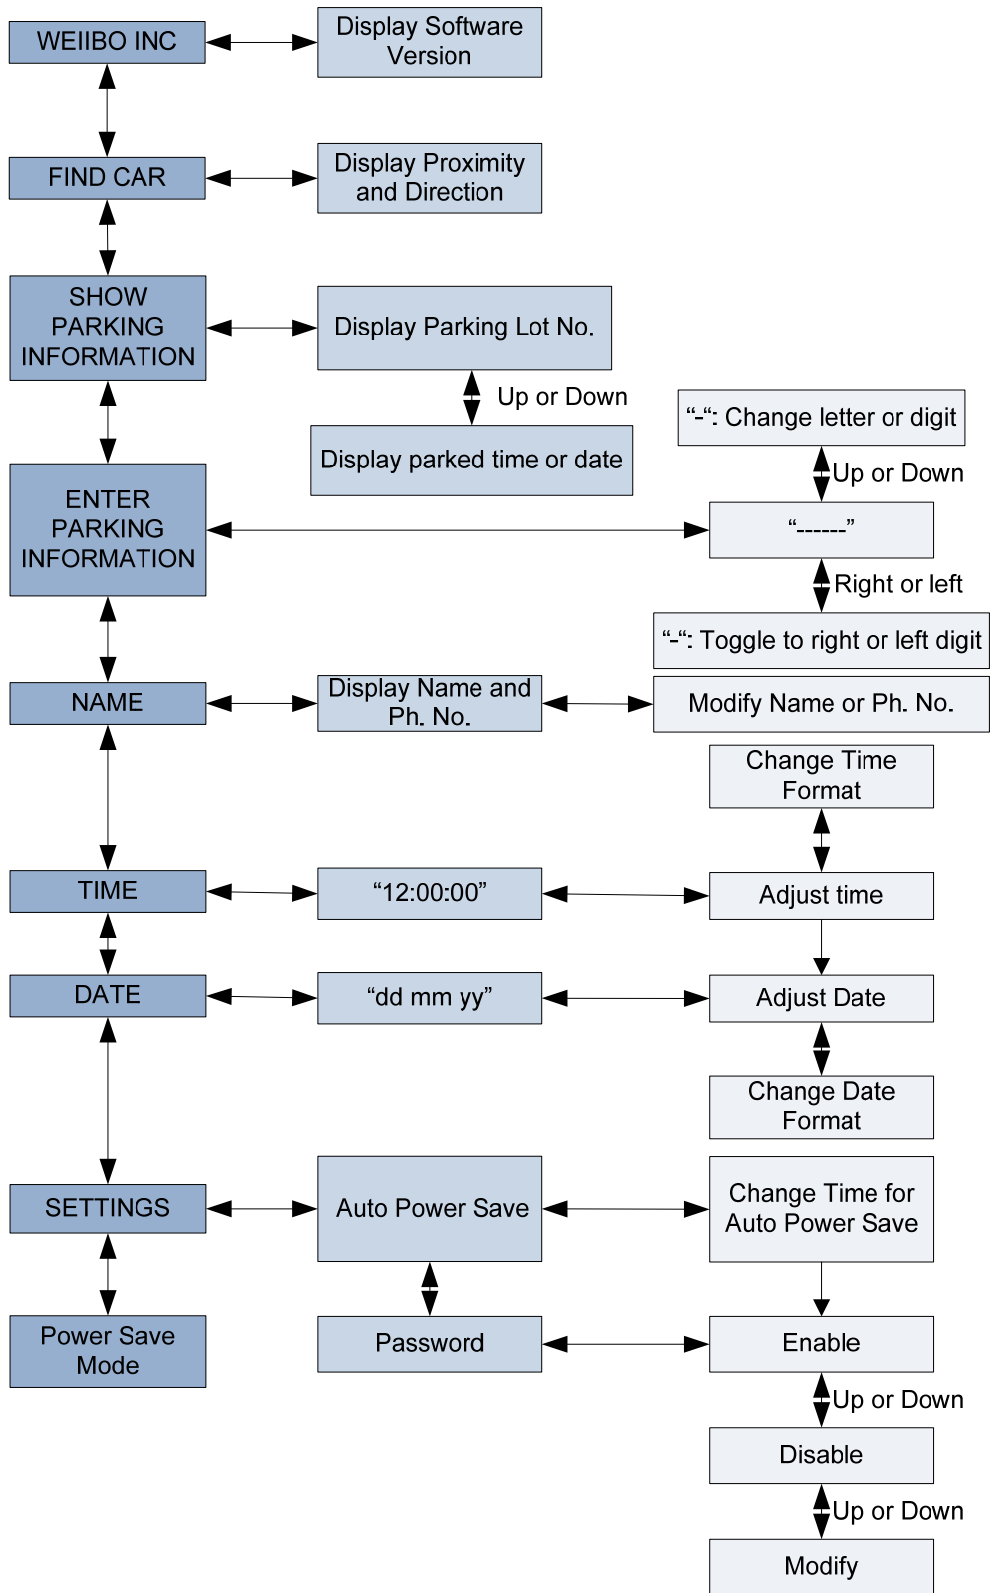 WEIIBO INC
Display Software
Version
FIND CAR
Display Proximity
and Direction
SHOW
PARKING
INFORMATION
Display Parking Lot No.
Up or Down
Display parked time or date
“-“: Change letter or digit
Up or Down
ENTER
PARKING
INFORMATION
“------”
Right or left
“-“: Toggle to right or left digit
NAME
Display Name and
Ph. No.
Modify Name or Ph. No.
Change Time
Format
TIME
“12:00:00”
Adjust time
DATE
“dd mm yy”
Adjust Date
Change Date
Format
SETTINGS
Auto Power Save
Change Time for
Auto Power Save
Power Save
Mode
Password
Enable
Up or Down
Disable
Up or Down
Modify